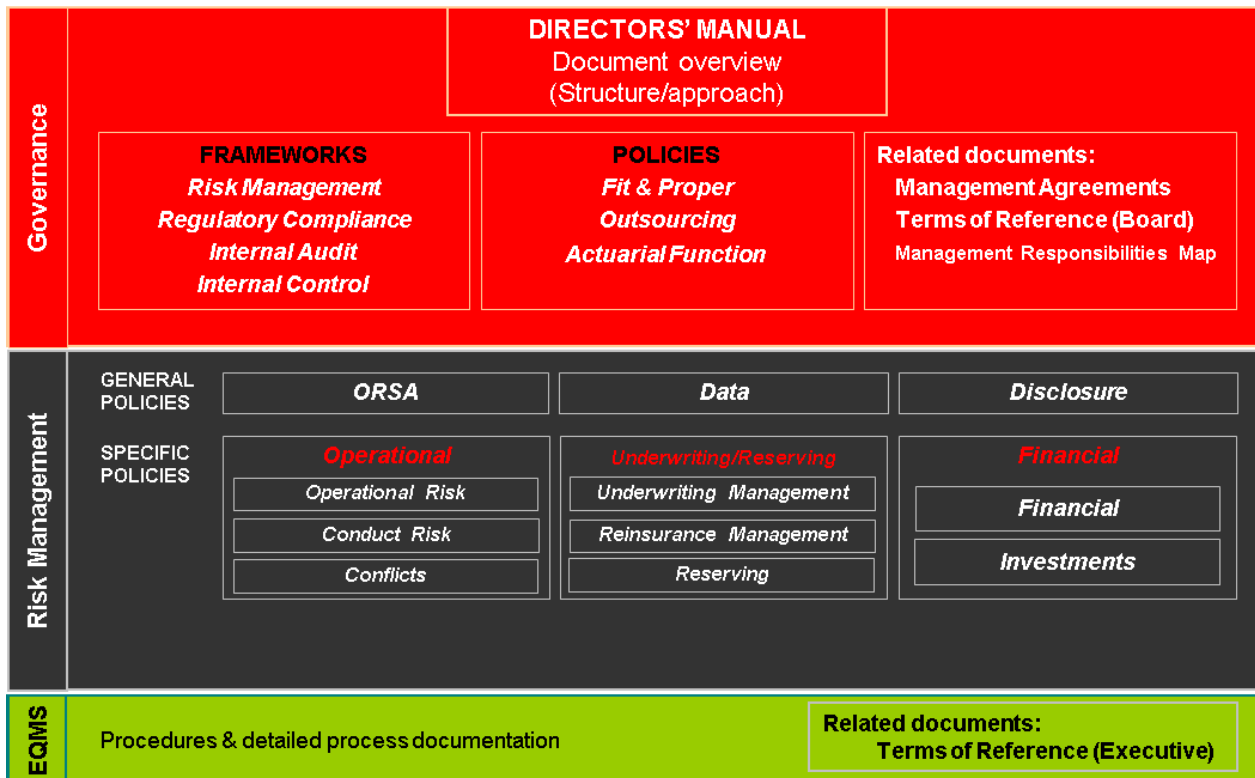 DIRECTORS’ MANUAL
Document overview
(Structure/approach)
Governance
FRAMEWORKS
Risk Management
Regulatory Compliance
Internal Audit
Internal Control
POLICIES
Fit & Proper
Outsourcing
Actuarial Function
Related documents:
Management Agreements
Terms of Reference (Board)
Management Responsibilities Map
Risk Management
GENERAL
POLICIES
ORSA
Data
Disclosure
SPECIFIC
POLICIES
Operational
Operational Risk
Conduct Risk
Conflicts
Underwriting/Reserving
Underwriting Management
Reinsurance Management
Reserving
Financial
Financial
Investments
EQMS
Procedures & detailed process documentation
Related documents:
Terms of Reference (Executive)